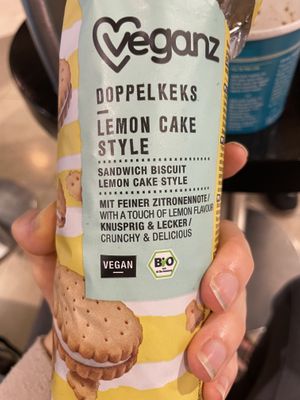 veganz
DOPPELKEKS
LEMON CAKE
STYLE
SANDWICH BISCUIT
LEMON CAKE STYLE
MIT FEINER ZITRONENNOTE/
WITH A TOUCH OF LEMON FLAVOUR
KNUSPRIG & LECKER/
CRUNCHY & DELICIOUS
VEGAN
BIO